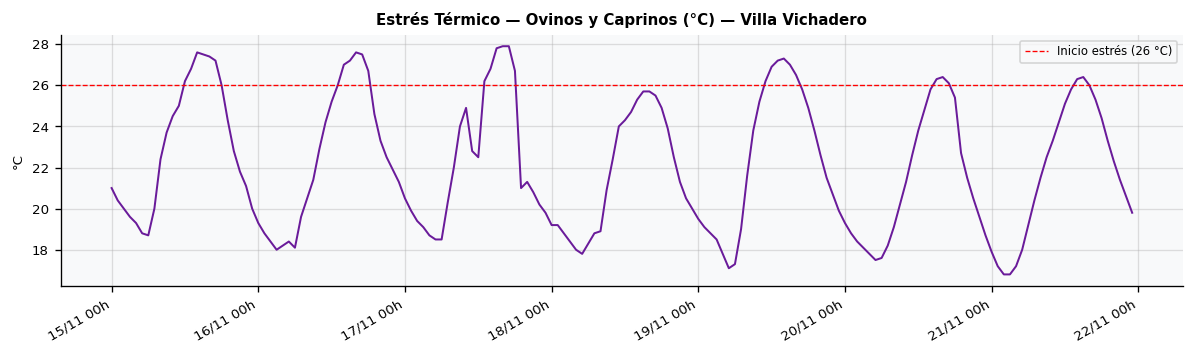 Estrés Térmico — Ovinos y Caprinos (°C) — Villa Vichadero
Inicio estrés (26 °C)
°C
28
26
24
22
20
18
15/11 00h
16/11 00h
17/11 00h
18/11 00h
19/11 00h
20/11 00h
21/11 00h
22/11 00h